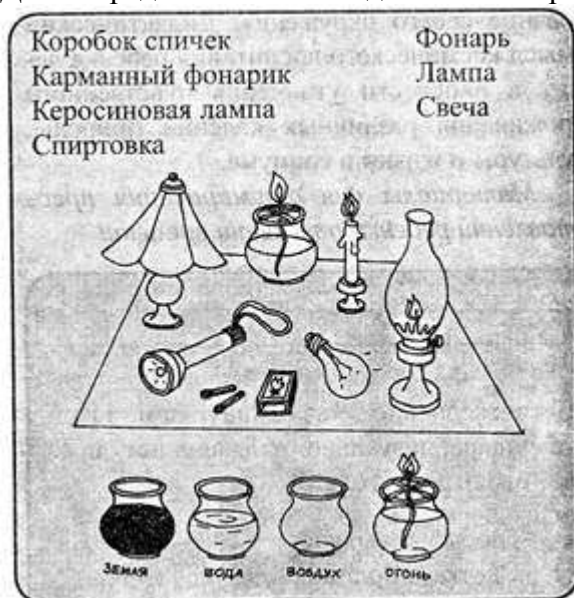 Коробок спичек
Карманный фонарик
Керосиновая лампа
Спиртовка
Фонарь
Лампа
Свеча
ЗЕМЛЯ ВОДА ВОЗДУХ ОГОНЬ